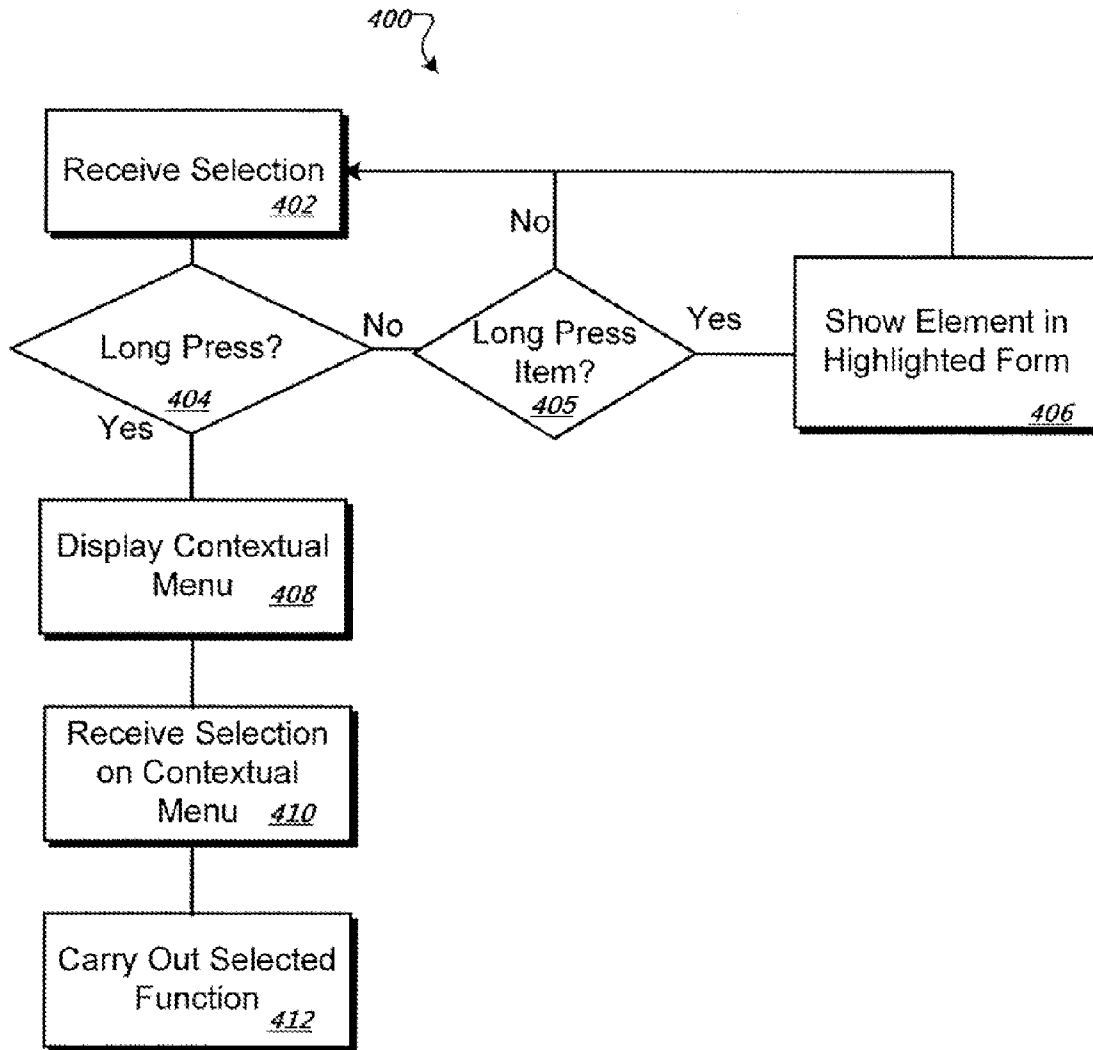 400
Receive Selection
402
No
Long Press?
404
No
Long Press
Item?
405
Yes
Show Element in
Highlighted Form
406
Yes
Display Contextual
Menu 408
Receive Selection
on Contextual
Menu 410
Carry Out Selected
Function
412